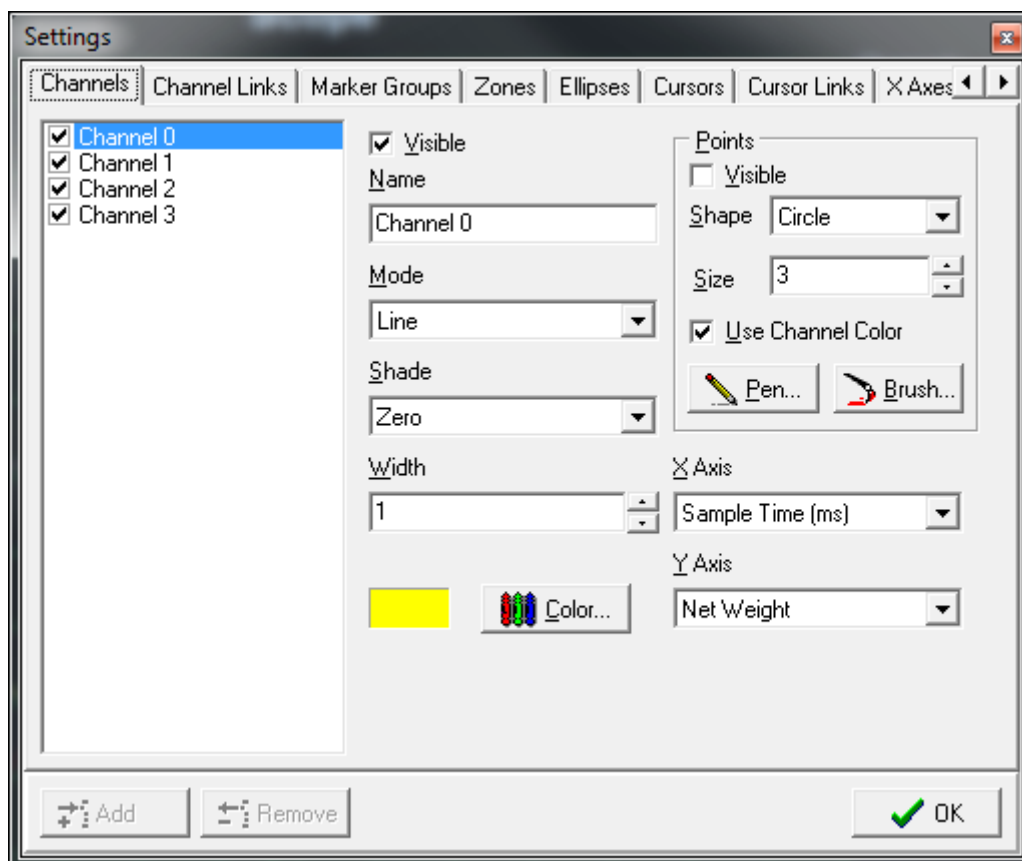 Settings
Channels
Channel Links
Marker Groups
Zones
Ellipses
Cursors
Cursor Links
X Axes
Channel 0
Channel 1
Channel 2
Channel 3
Visible
Name
Channel 0
Mode
Line
Shade
Zero
Width
1
Color...
Points
Visible
Shape
Circle
Size
3
Use Channel Color
Pen...
Brush...
X Axis
Sample Time (ms)
Y Axis
Net Weight
Add
Remove
OK